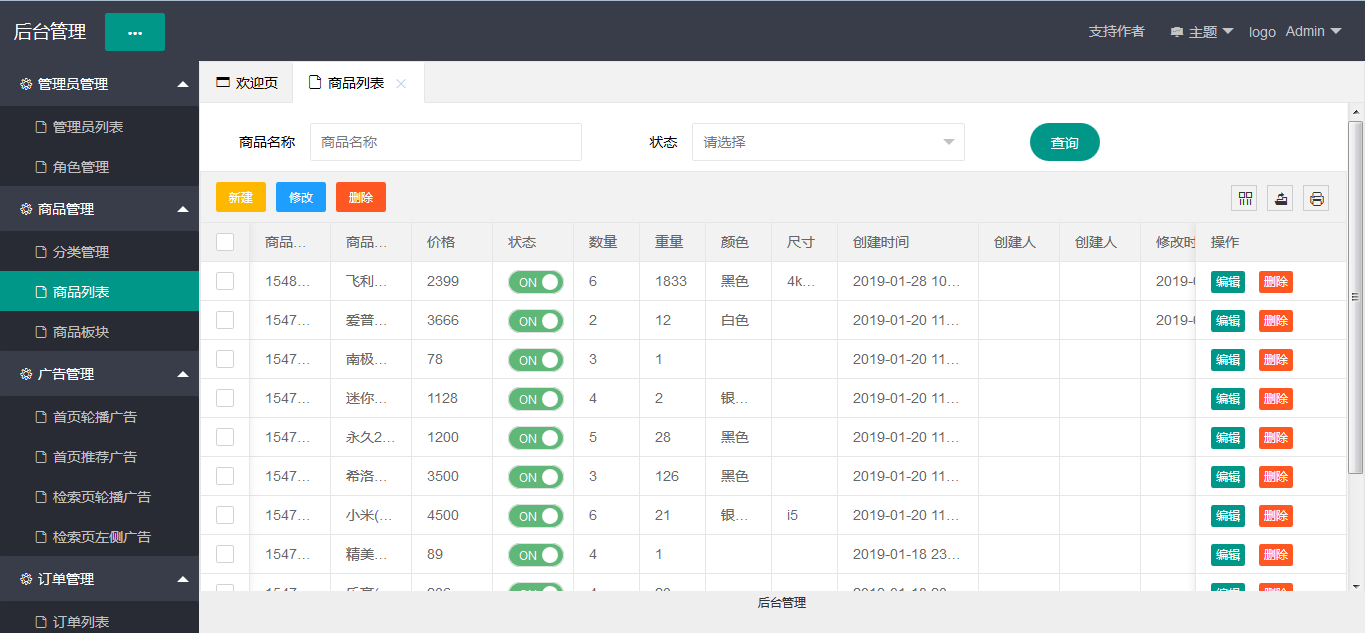 后台管理 ... 支持作者 主题 logo Admin
管理员管理
管理员列表
角色管理
商品管理
分类管理
商品列表
商品板块
广告管理
首页轮播广告
首页推荐广告
检索页轮播广告
检索页左侧广告
订单管理
订单列表
欢迎页 商品列表
商品名称 商品名称 状态 请选择 查询
新建 修改 删除
商品... 商品... 价格 状态 数量 重量 颜色 尺寸 创建时间 创建人 创建人 修改时 操作
1548... 飞利... 2399 ON 6 1833 黑色 4k... 2019-01-28 10... 2019-0 编辑 删除
1547... 爱普... 3666 ON 2 12 白色 2019-01-20 11... 2019-0 编辑 删除
1547... 南极... 78 ON 3 1 2019-01-20 11... 编辑 删除
1547... 迷你... 1128 ON 4 2 银... 2019-01-20 11... 编辑 删除
1547... 永久2... 1200 ON 5 28 黑色 2019-01-20 11... 编辑 删除
1547... 希洛... 3500 ON 3 126 黑色 2019-01-20 11... 编辑 删除
1547... 小米(... 4500 ON 6 21 银... i5 2019-01-20 11... 编辑 删除
1547... 精美... 89 ON 4 1 2019-01-18 23... 编辑 删除
后台管理